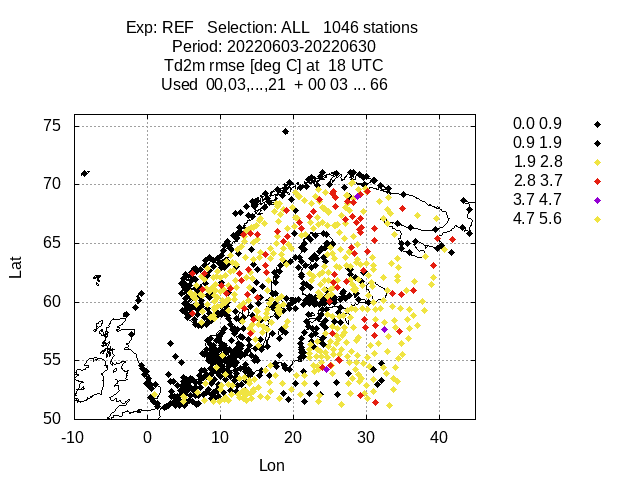 Exp: REF   Selection: ALL   1046 stations
Period: 20220603-20220630
Td2m rmse [deg C] at  18 UTC
Used  00,03,...,21  + 00 03 ... 66
0.0 0.9
0.9 1.9
1.9 2.8
2.8 3.7
3.7 4.7
4.7 5.6
75
70
65
60
55
50
Lat
-10 0 10 20 30 40
Lon